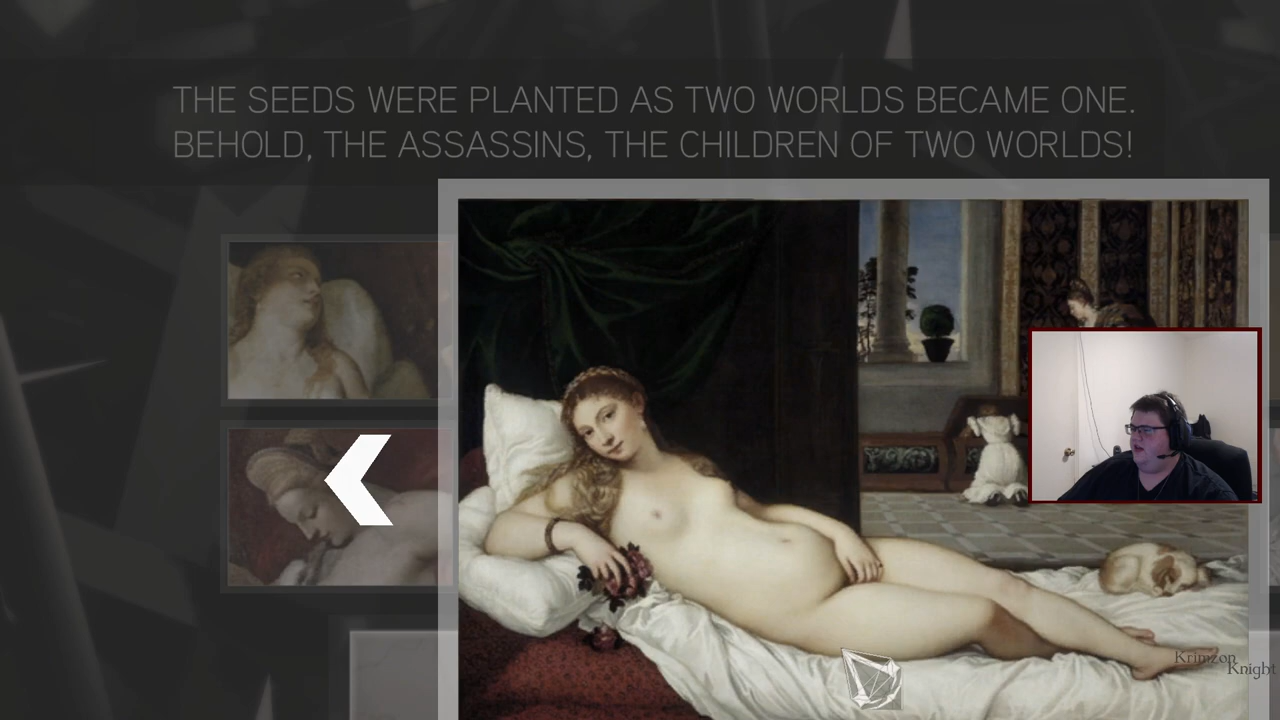 THE SEEDS WERE PLANTED AS TWO WORLDS BECAME ONE.
BEHOLD, THE ASSASSINS, THE CHILDREN OF TWO WORLDS!
Krimzon
Knight